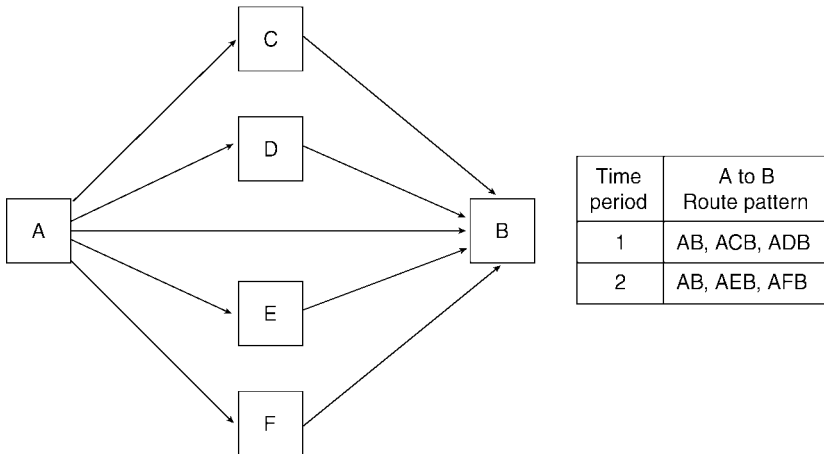 C
D
A
B
E
F
Time period
A to B Route pattern
1
AB, ACB, ADB
2
AB, AEB, AFB